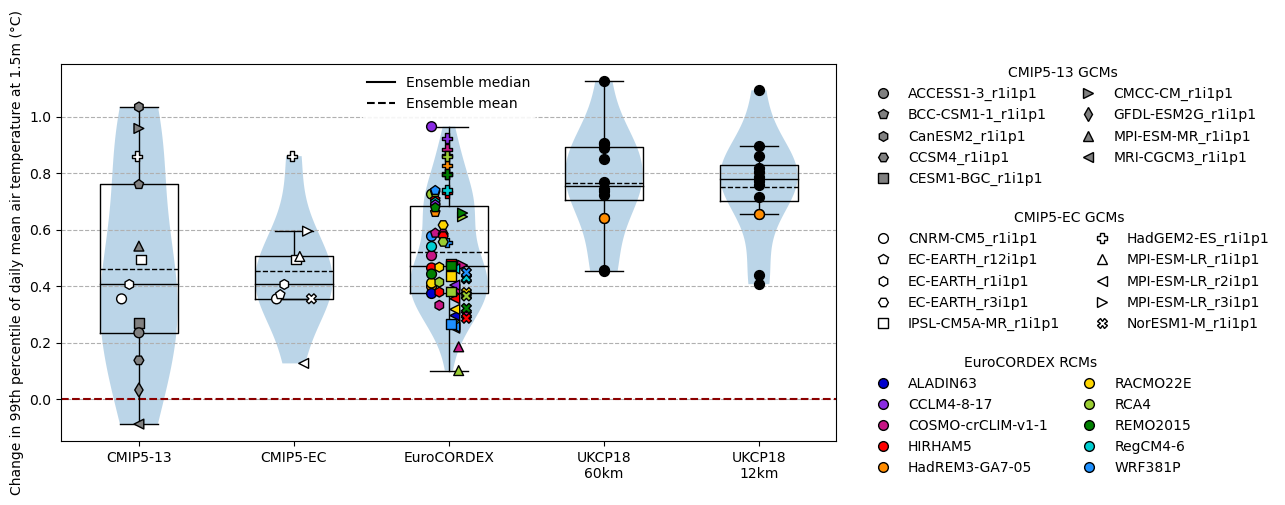 Change in 99th percentile of daily mean air temperature at 1.5m (°C)
1.0
0.8
0.6
0.4
0.2
0.0
Ensemble median
Ensemble mean
CMIP5-13
CMIP5-EC
EuroCORDEX
UKCP18
60km
UKCP18
12km
CMIP5-13 GCMs
ACCESS1-3_r1i1p1
BCC-CSM1-1_r1i1p1
CanESM2_r1i1p1
CCSM4_r1i1p1
CESM1-BGC_r1i1p1
CMCC-CM_r1i1p1
GFDL-ESM2G_r1i1p1
MPI-ESM-MR_r1i1p1
MRI-CGCM3_r1i1p1
CMIP5-EC GCMs
CNRM-CM5_r1i1p1
EC-EARTH_r12i1p1
EC-EARTH_r1i1p1
EC-EARTH_r3i1p1
IPSL-CM5A-MR_r1i1p1
HadGEM2-ES_r1i1p1
MPI-ESM-LR_r1i1p1
MPI-ESM-LR_r2i1p1
MPI-ESM-LR_r3i1p1
NorESM1-M_r1i1p1
EuroCORDEX RCMs
ALADIN63
CCLM4-8-17
COSMO-crCLIM-v1-1
HIRHAM5
HadREM3-GA7-05
RACMO22E
RCA4
REMO2015
RegCM4-6
WRF381P